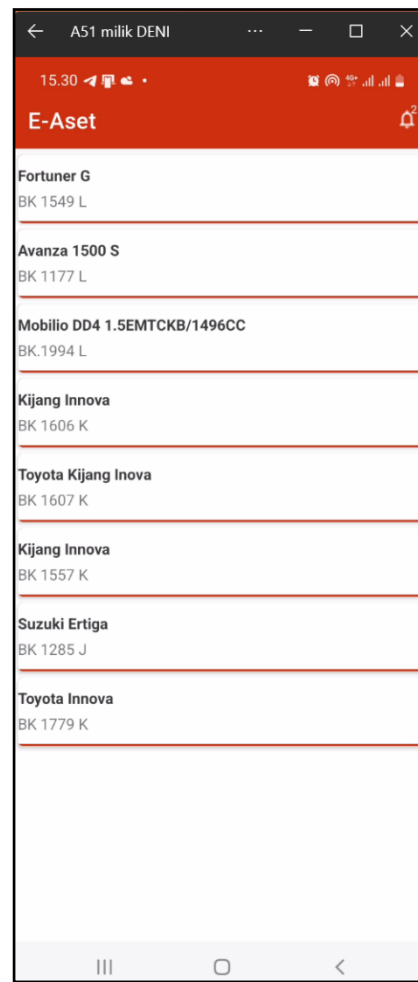 A51 milik DENI
15.30
E-Aset
2
Fortuner G
BK 1549 L
Avanza 1500 S
BK 1177 L
Mobilio DD4 1.5EMTCKB/1496CC
BK.1994 L
Kijang Innova
BK 1606 K
Toyota Kijang Inova
BK 1607 K
Kijang Innova
BK 1557 K
Suzuki Ertiga
BK 1285 J
Toyota Innova
BK 1779 K